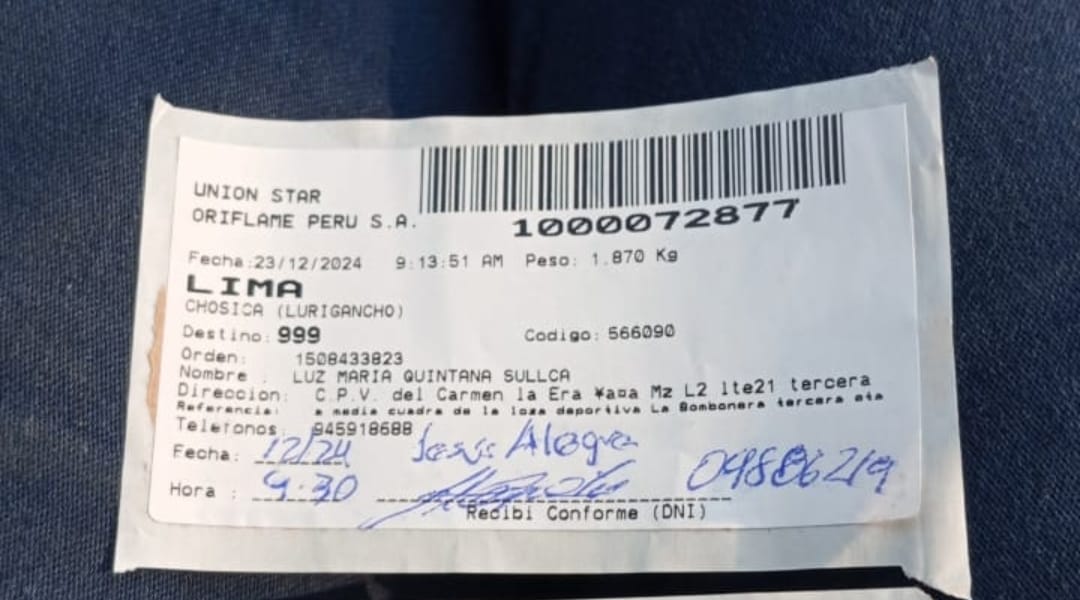 UNION STAR
ORIFLAME PERU S.A.
1000072877
Fecha:23/12/2024 9:13:51 AM Peso: 1.870 Kg
LIMA
CHOSICA (LURIGANCHO)
Destino: 999 Codigo: 566090
Orden: 1508433823
Nombre : LUZ MARIA QUINTANA SULLCA
Direccion: C.P.V. del Carmen la Era ¥aña Mz L2 lte21 tercera
Referencia: a media cuadra de la loza deportiva La Bombonera tercera eta
Telefonos: 945918688
Fecha: 12/24
Hora : 9:30
Recibi Conforme (DNI)